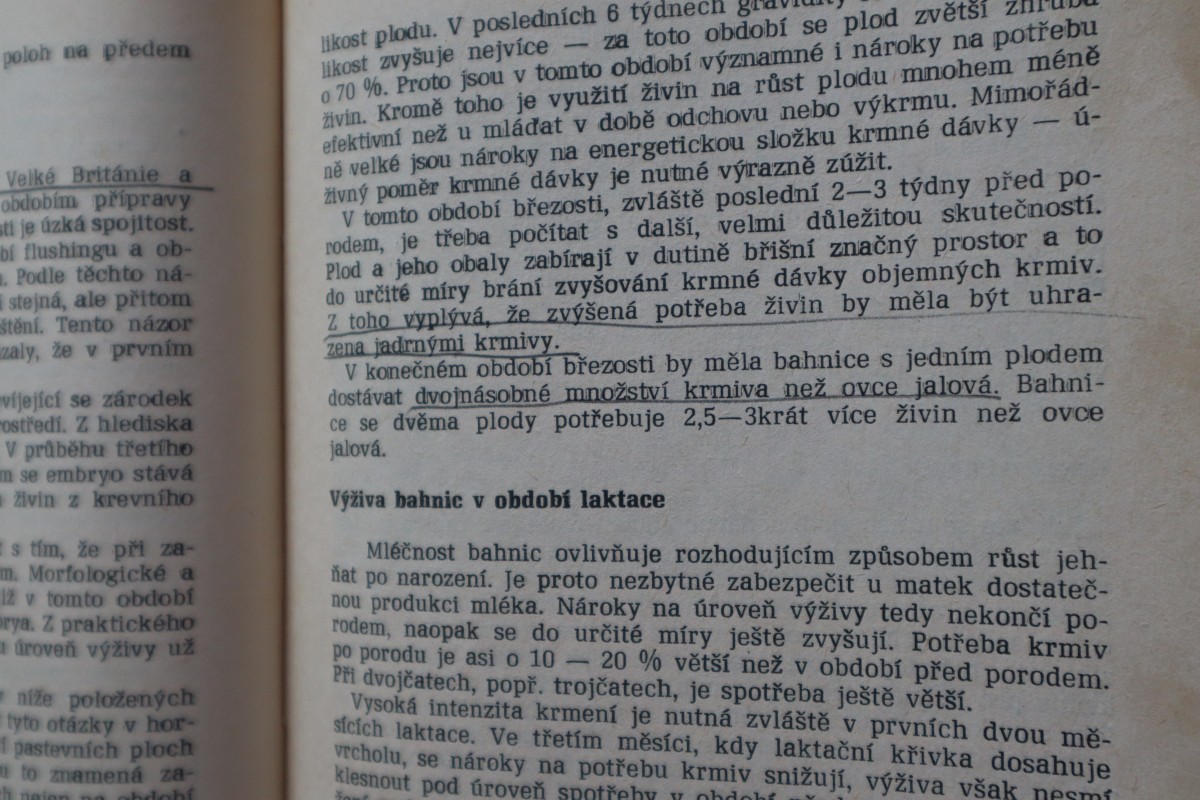 poloh na předem
Velké Británie a
obdobím přípravy
sti je úzká spojitost.
bí flushingu a ob-
Podle těchto ná-
stejná, ale přitom
štění. Tento názor
zaly, že v prvním
víjející se zárodek
rostředí. Z hlediska
V průběhu třetího
m se embryo stává
živin z krevního
s tím, že při za-
m. Morfologické a
iž v tomto období
rya. Z praktického
úroveň výživy už
níže položených
tyto otázky v hor-
í pastevních ploch
to znamená za-
nejen na období
likost plodu. V posledních 6 týdnech gravidity
likost zvyšuje nejvíce — za toto období se plod zvětší zhruba
o 70 %. Proto jsou v tomto období významné i nároky na potřebu
živin. Kromě toho je využití živin na růst plodu mnohem méně
efektivní než u mláďat v době odchovu nebo výkrmu. Mimořád-
ně velké jsou nároky na energetickou složku krmné dávky — ú-
živný poměr krmné dávky je nutné výrazně zúžit.
V tomto období březosti, zvláště poslední 2—3 týdny před po-
rodem, je třeba počítat s další, velmi důležitou skutečností.
Plod a jeho obaly zabírají v dutině břišní značný prostor a to
do určité míry brání zvyšování krmné dávky objemných krmiv.
Z toho vyplývá, že zvýšená potřeba živin by měla být uhra-
zena jadrnými krmivy.
V konečném období březosti by měla bahnice s jedním plodem
dostávat dvojnásobné množství krmiva než ovce jalová. Bahni-
ce se dvěma plody potřebuje 2,5—3krát více živin než ovce
jalová.
Výživa bahnic v období laktace
Mléčnost bahnic ovlivňuje rozhodujícím způsobem růst jeh-
ňat po narození. Je proto nezbytné zabezpečit u matek dostateč-
nou produkci mléka. Nároky na úroveň výživy tedy nekončí po-
rodem, naopak se do určité míry ještě zvyšují. Potřeba krmiv
po porodu je asi o 10 — 20 % větší než v období před porodem.
Při dvojčatech, popř. trojčatech, je spotřeba ještě větší.
Vysoká intenzita krmení je nutná zvláště v prvních dvou mě-
sících laktace. Ve třetím měsíci, kdy laktační křivka dosahuje
vrcholu, se nároky na potřebu krmiv snižují, výživa však nesmí
klesnout pod úroveň spotřeby v období